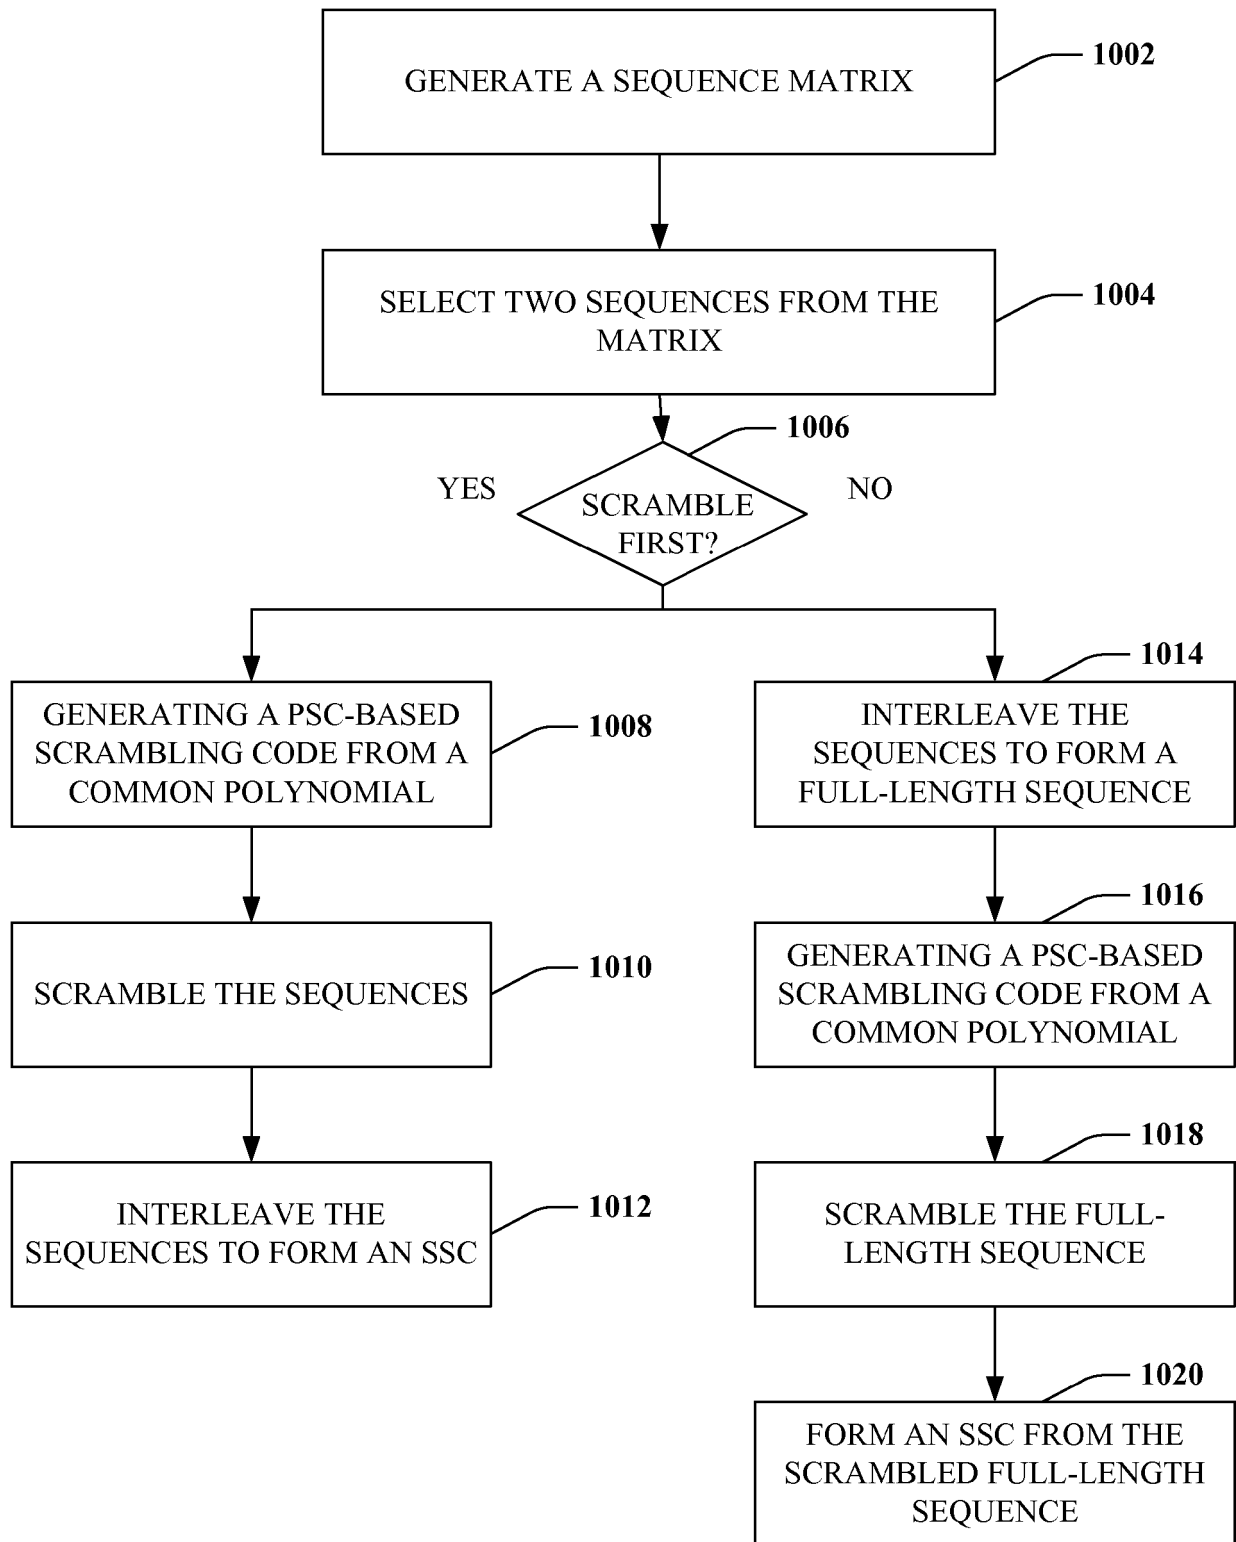 1002
GENERATE A SEQUENCE MATRIX
1004
SELECT TWO SEQUENCES FROM THE
MATRIX
1006
YES
NO
SCRAMBLE
FIRST?
1008
GENERATING A PSC-BASED
SCRAMBLING CODE FROM A
COMMON POLYNOMIAL
1010
SCRAMBLE THE SEQUENCES
1012
INTERLEAVE THE
SEQUENCES TO FORM AN SSC
1014
INTERLEAVE THE
SEQUENCES TO FORM A
FULL-LENGTH SEQUENCE
1016
GENERATING A PSC-BASED
SCRAMBLING CODE FROM A
COMMON POLYNOMIAL
1018
SCRAMBLE THE FULL-
LENGTH SEQUENCE
1020
FORM AN SSC FROM THE
SCRAMBLED FULL-LENGTH
SEQUENCE